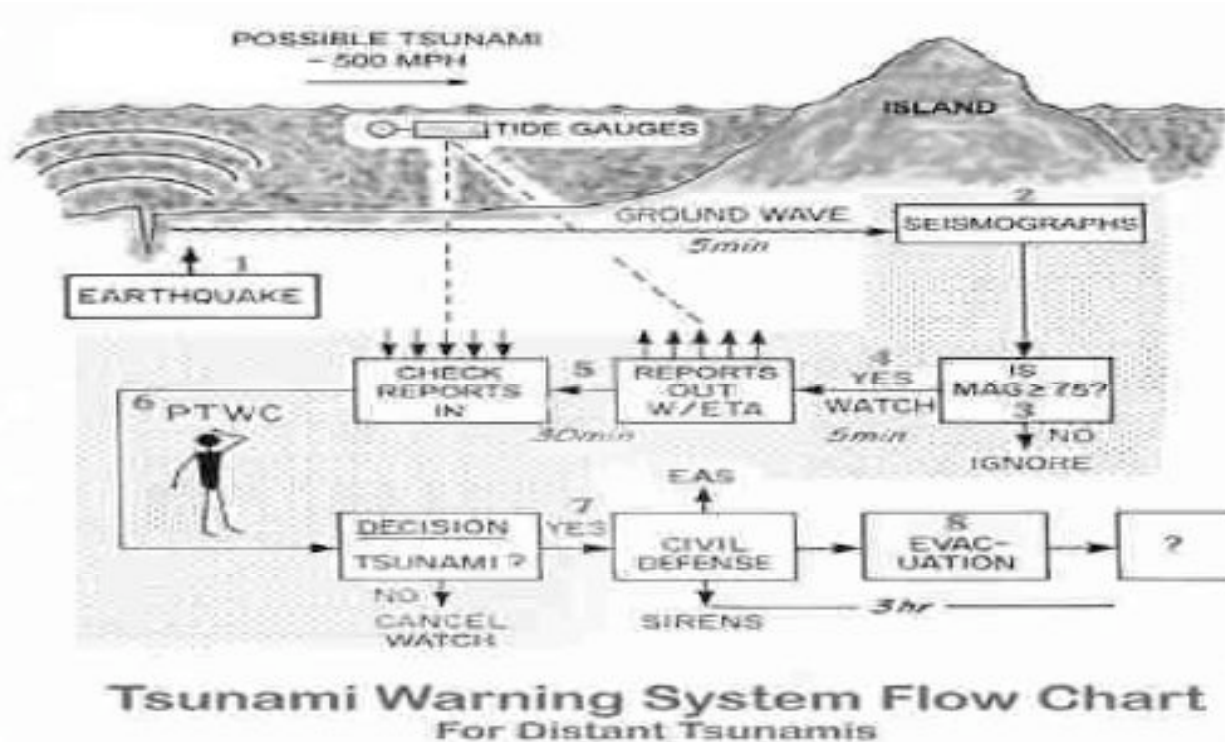 POSSIBLE TSUNAMI
~ 500 MPH
ISLAND
TIDE GAUGES
2
GROUND WAVE
SEISMOGRAPHS
5min
1
EARTHQUAKE
CHECK
REPORTS
IN
5
30min
REPORTS
OUT
W/ETA
4
YES
WATCH
5min
IS
MAG ≥ 7.5?
3
NO
IGNORE
6
PTWC
DECISION
TSUNAMI ?
NO
CANCEL
WATCH
7
YES
EAS
CIVIL
DEFENSE
SIRENS
8
EVAC-
UATION
?
3hr
Tsunami Warning System Flow Chart
For Distant Tsunamis